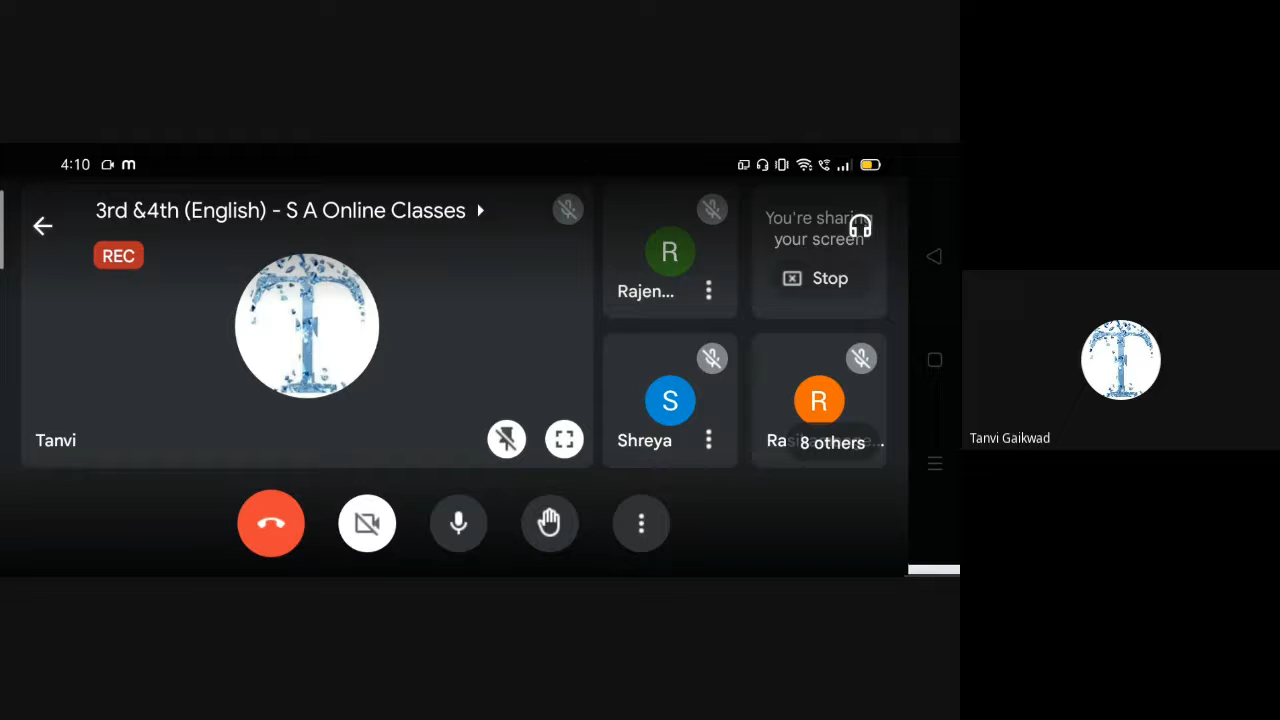 4:10
3rd &4th (English) - S A Online Classes
REC
T
Tanvi
R
Rajen...
You're sharing
your screen
Stop
S
Shreya
R
8 others
T
Tanvi Gaikwad